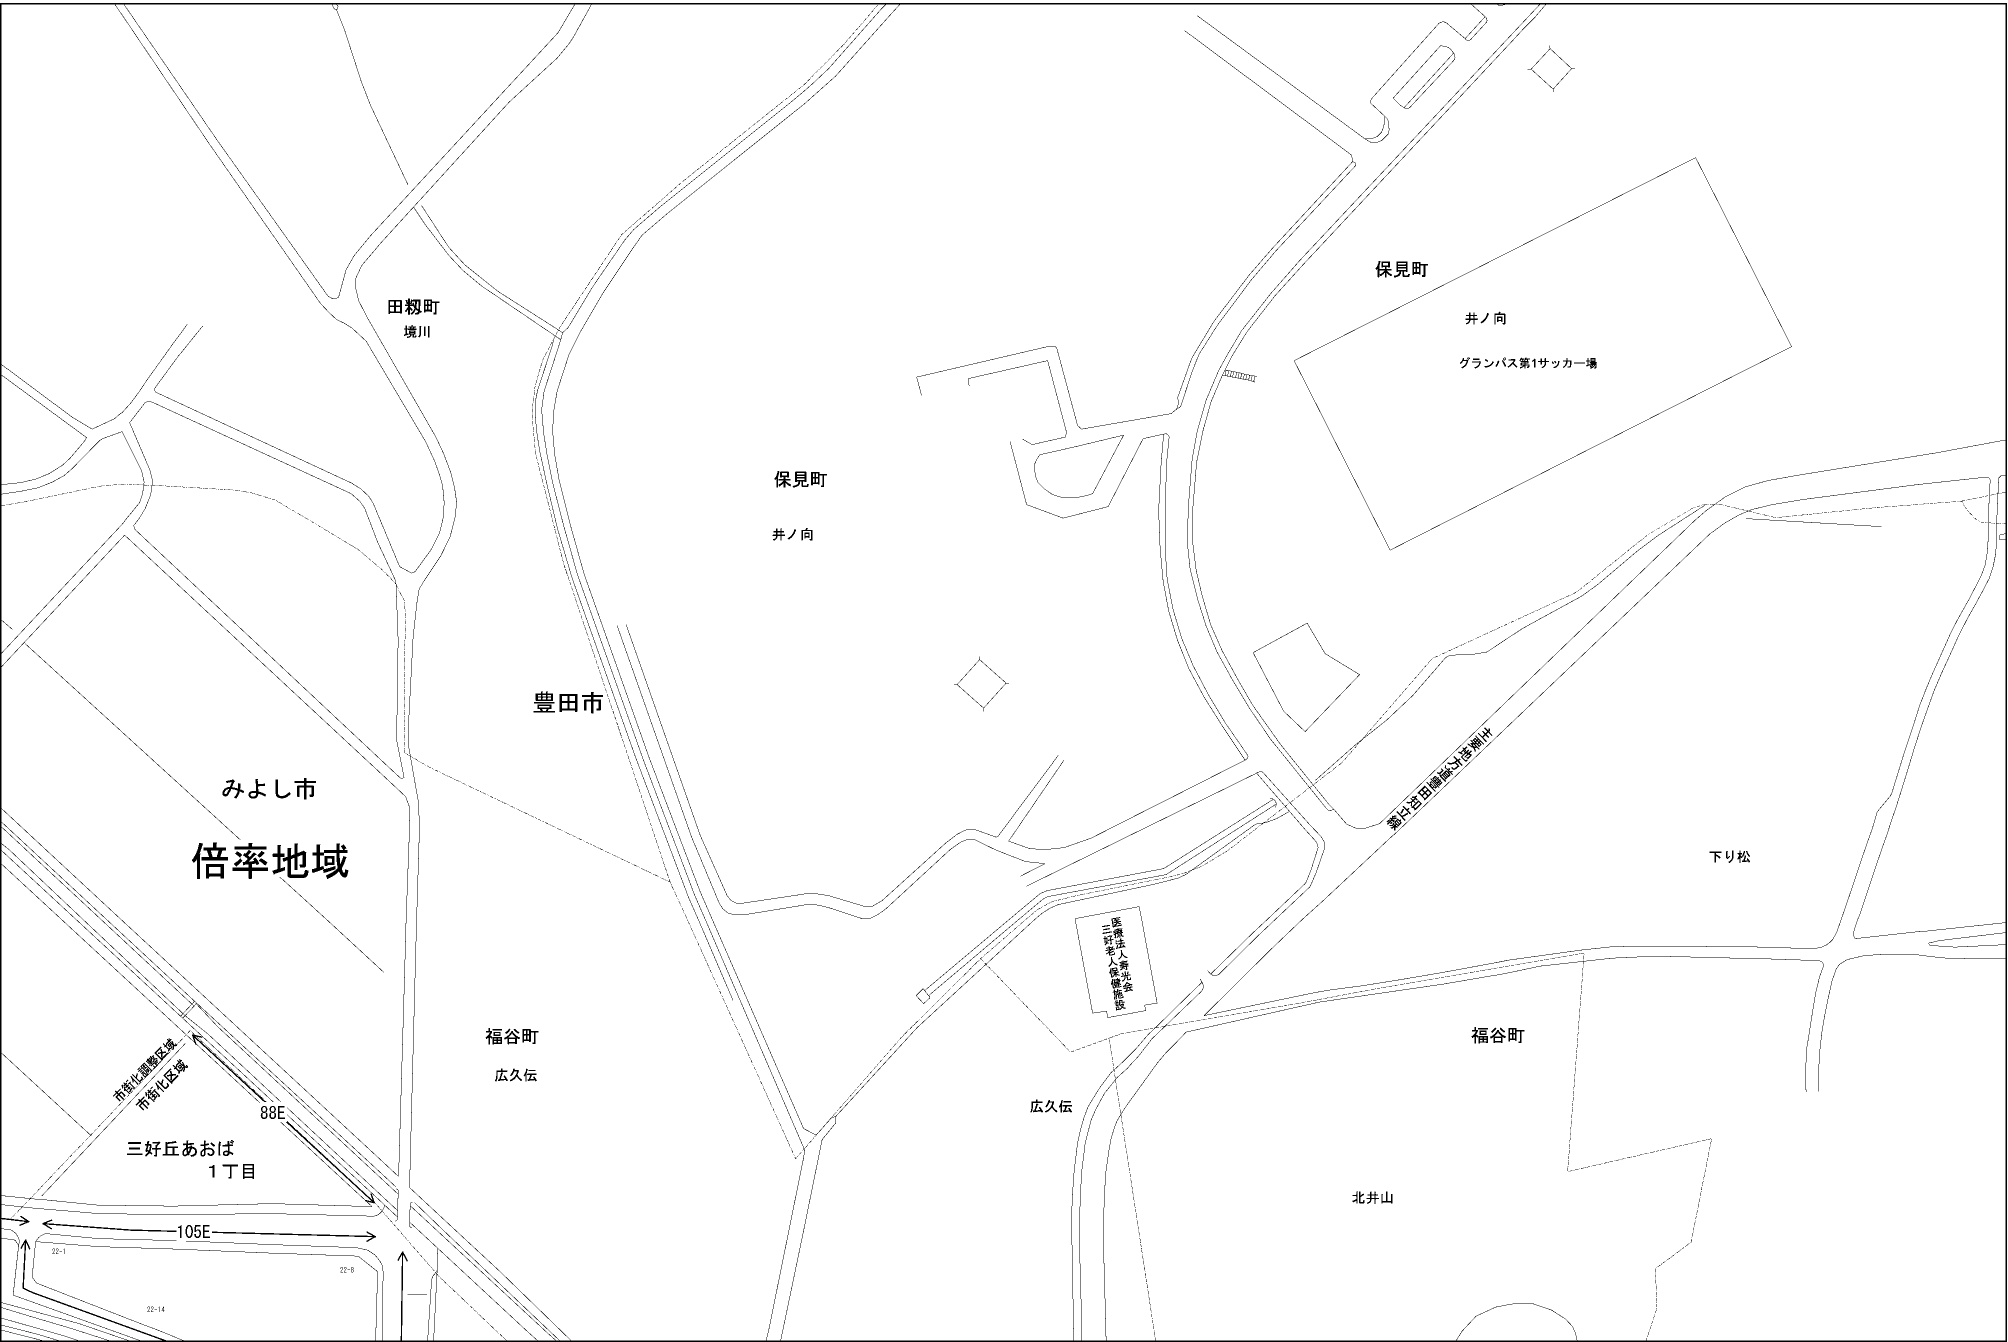 保見町
井ノ向
グランパス第1サッカー場
田籾町
境川
保見町
井ノ向
豊田市
みよし市
倍率地域
主要地方道豊田知立線
下り松
医療法人寿光会
三好老人保健施設
福谷町
広久伝
福谷町
広久伝
北井山
市街化調整区域
市街化区域
88E
三好丘あおば
1丁目
105E
22-1
22-8
22-14